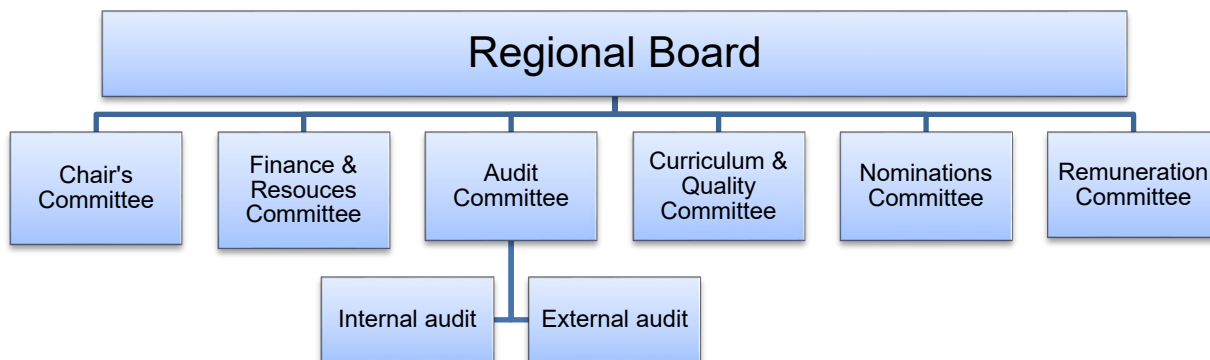 Regional Board
Chair's
Committee
Finance &
Resouces
Committee
Audit
Committee
Curriculum &
Quality
Committee
Nominations
Committee
Remuneration
Committee
Internal audit
External audit